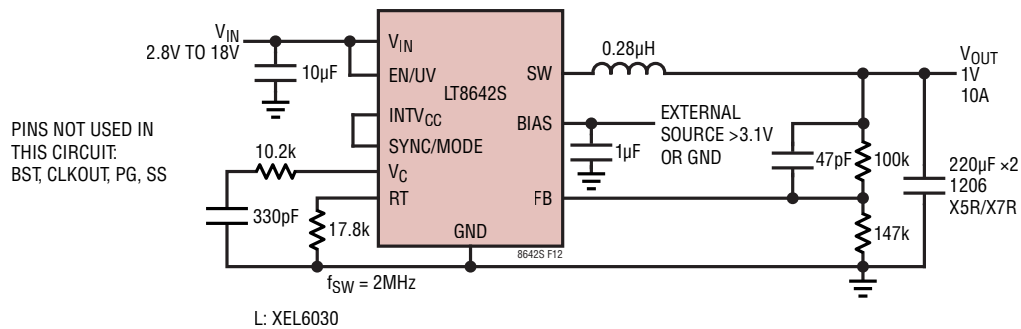 VIN
2.8V TO 18V
10µF
VIN
EN/UV
INTVCC
SYNC/MODE
VC
RT
LT8642S
GND
SW
BIAS
FB
0.28µH
VOUT
1V
10A
EXTERNAL
SOURCE >3.1V
OR GND
1µF
47pF
100k
147k
220µF ×2
1206
X5R/X7R
PINS NOT USED IN
THIS CIRCUIT:
BST, CLKOUT, PG, SS
10.2k
330pF
17.8k
8642S F12
fSW = 2MHz
L: XEL6030